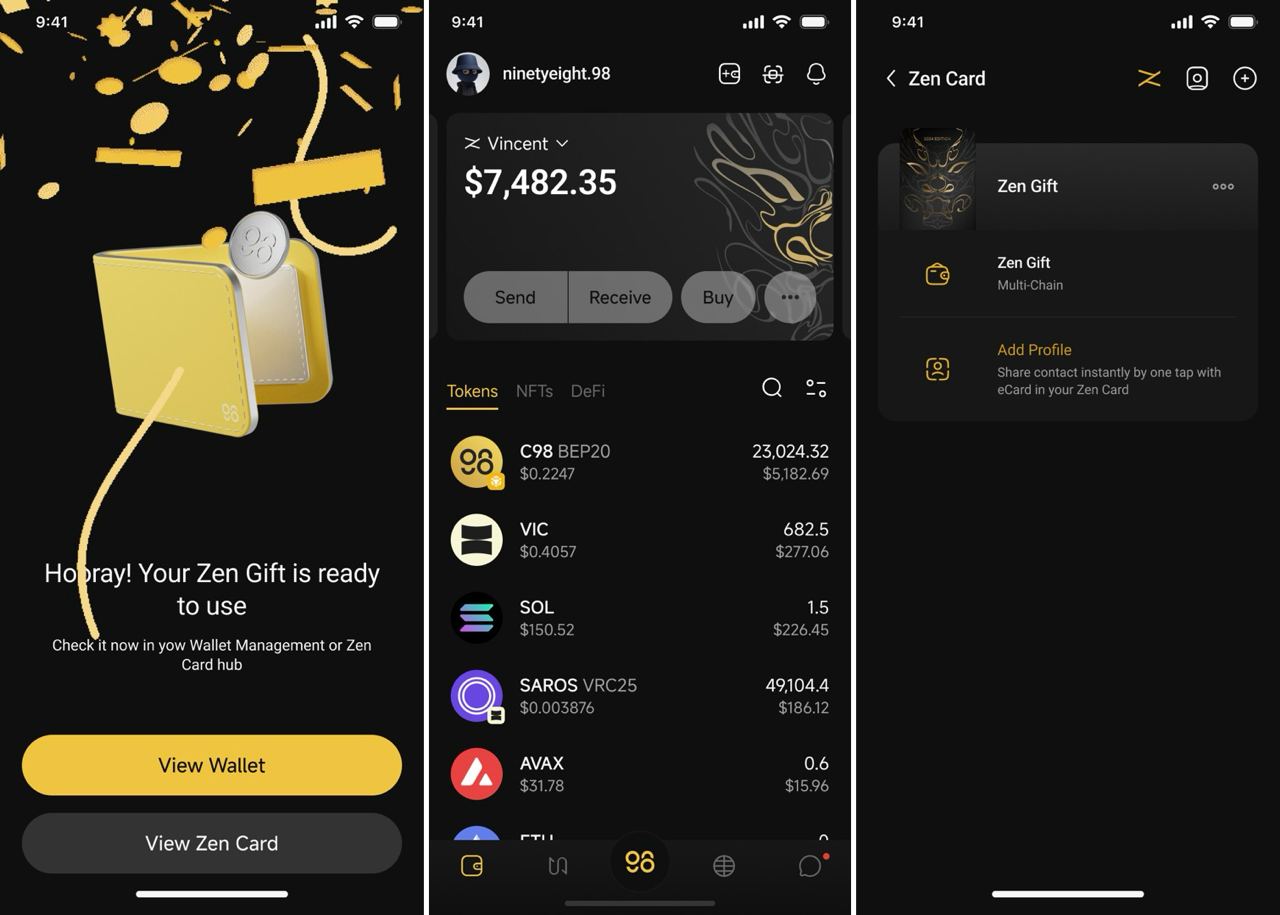 9:41
Hooray! Your Zen Gift is ready
to use
Check it now in yow Wallet Management or Zen
Card hub
View Wallet
View Zen Card
9:41
ninetyeight.98
Vincent
$7,482.35
Send Receive Buy
Tokens NFTs DeFi
C98 BEP20 23,024.32
$0.2247 $5,182.69
VIC 682.5
$0.4057 $277.06
SOL 1.5
$150.52 $226.45
SAROS VRC25 49,104.4
$0.003876 $186.12
AVAX 0.6
$31.78 $15.96
ETH 0
9:41
Zen Card
Zen Gift
Zen Gift
Multi-Chain
Add Profile
Share contact instantly by one tap with
eCard in your Zen Card